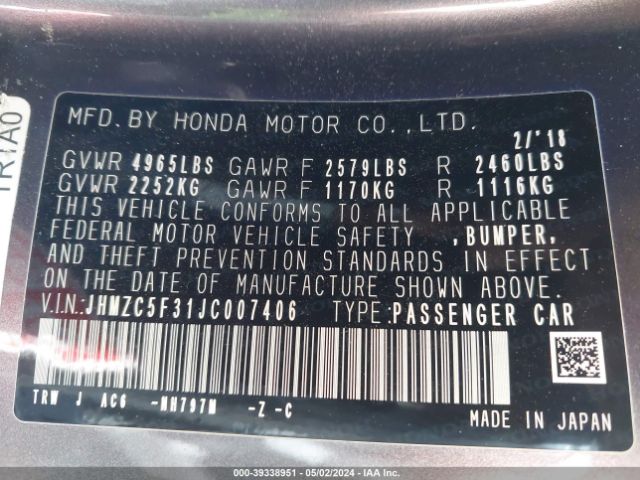 TR1A0
MFD. BY HONDA MOTOR CO., LTD.
2/'18
GVWR 4965LBS GAWR F 2579LBS R 2460LBS
GVWR 2252KG GAWR F 1170KG R 1116KG
THIS VEHICLE CONFORMS TO ALL APPLICABLE
FEDERAL MOTOR VEHICLE SAFETY , BUMPER,
AND THEFT PREVENTION STANDARDS IN EFFECT
ON THE DATE OF MANUFACTURE SHOWN ABOVE.
V.I.N.: JHMZC5F31JC007406 TYPE: PASSENGER CAR
TRW J AC6 -NH797M -Z -C
MADE IN JAPAN
000-39338951 - 05/02/2024 - IAA Inc.